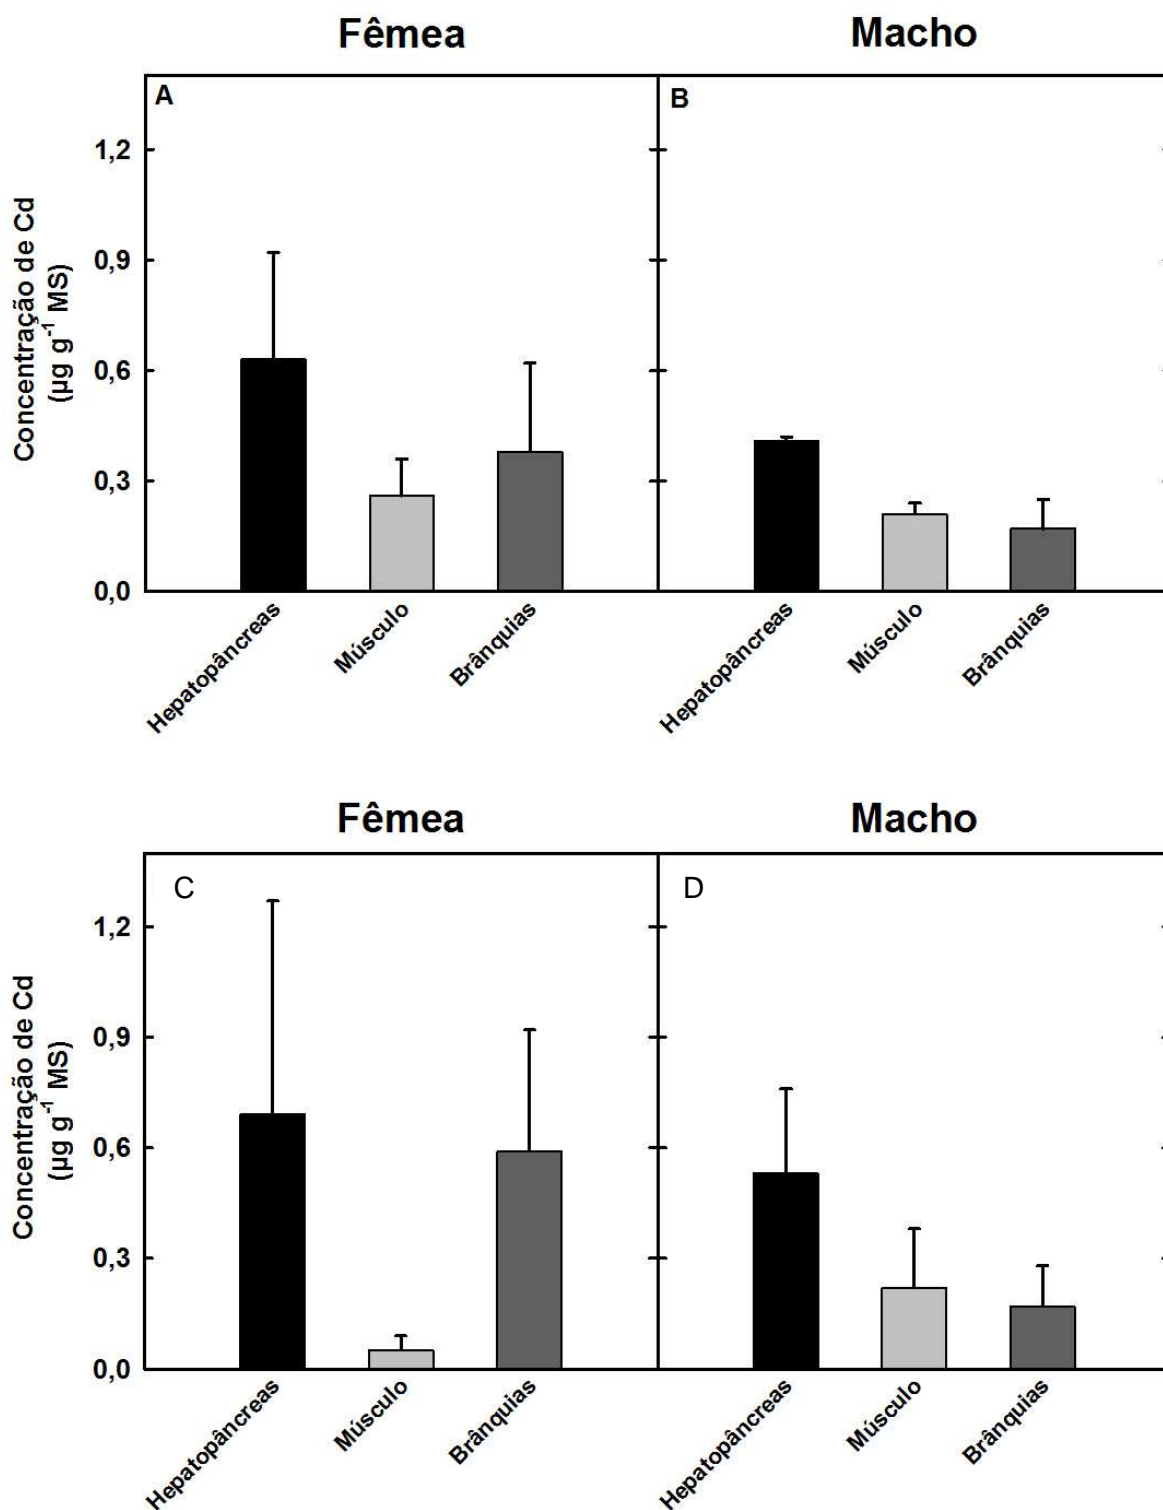 Fêmea Macho
A B
1,2
0,9
0,6
0,3
0,0
Concentração de Cd
(µg g⁻¹ MS)
Hepatopâncreas Músculo Brânquias Hepatopâncreas Músculo Brânquias
Fêmea Macho
C D
1,2
0,9
0,6
0,3
0,0
Concentração de Cd
(µg g⁻¹ MS)
Hepatopâncreas Músculo Brânquias Hepatopâncreas Músculo Brânquias